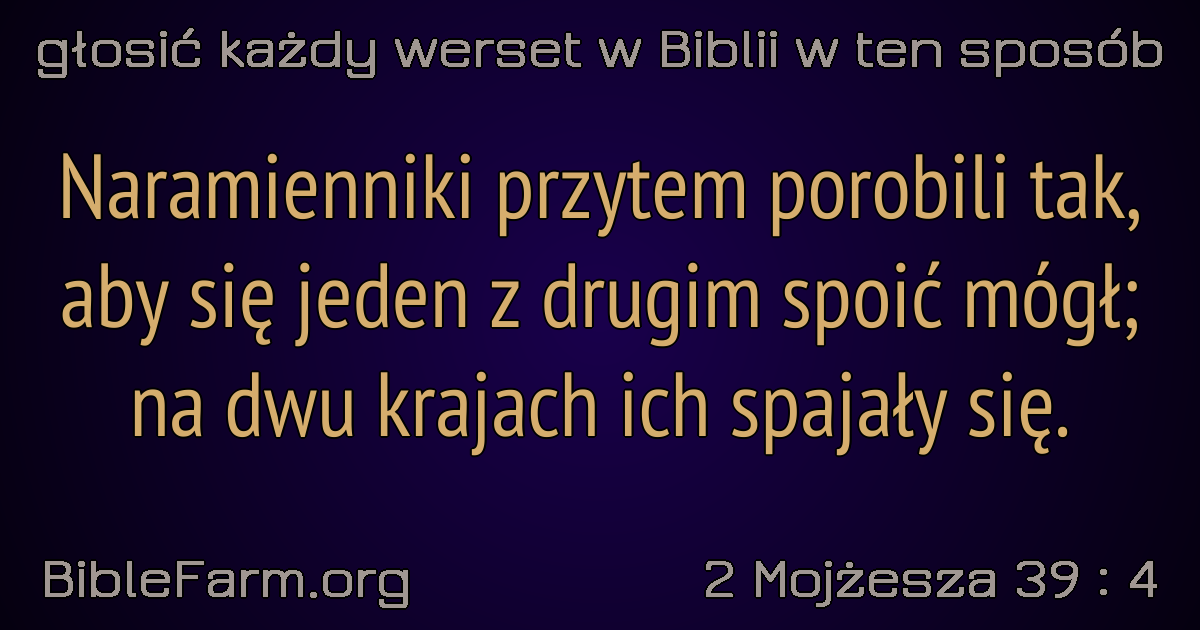 głosić każdy werset w Biblii w ten sposób
Naramienniki przytem porobili tak,
aby się jeden z drugim spoić mógł;
na dwu krajach ich spajały się.
BibleFarm.org
2 Mojżesza 39 : 4